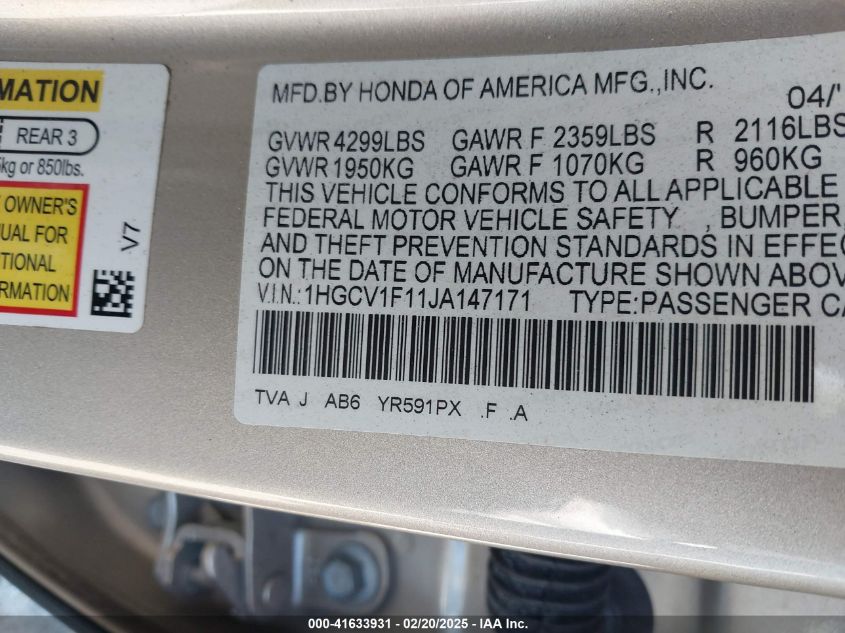 MATION
REAR 3
kg or 850lbs.
OWNER'S
UAL FOR
TIONAL
RMATION.
V7
MFD.BY HONDA OF AMERICA MFG.,INC.
04/
GVWR 4299LBS GAWR F 2359LBS R 2116LBS
GVWR 1950KG GAWR F 1070KG R 960KG
THIS VEHICLE CONFORMS TO ALL APPLICABLE
FEDERAL MOTOR VEHICLE SAFETY , BUMPER,
AND THEFT PREVENTION STANDARDS IN EFFEC
ON THE DATE OF MANUFACTURE SHOWN ABOV
V.I.N.:1HGCV1F11JA147171 TYPE:PASSENGER CA
TVA J AB6 YR591PX .F .A
000-41633931 - 02/20/2025 - IAA Inc.